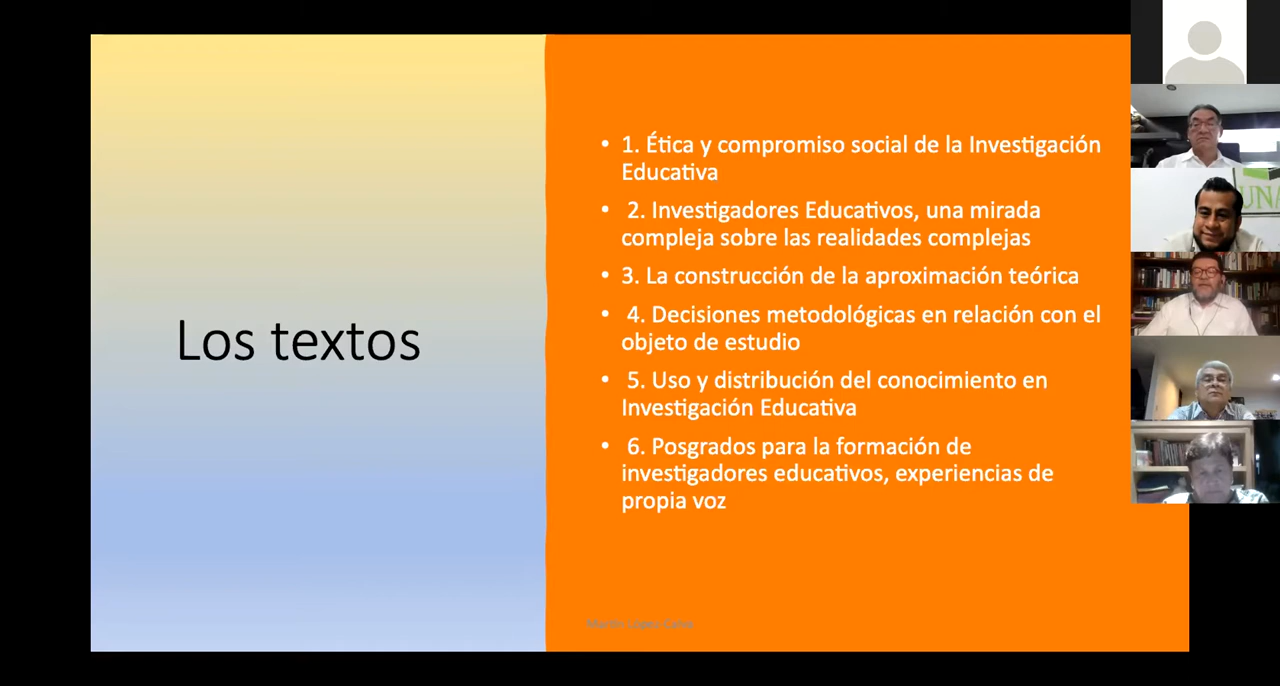 Los textos
• 1. Ética y compromiso social de la Investigación
Educativa
• 2. Investigadores Educativos, una mirada
compleja sobre las realidades complejas
• 3. La construcción de la aproximación teórica
• 4. Decisiones metodológicas en relación con el
objeto de estudio
• 5. Uso y distribución del conocimiento en
Investigación Educativa
• 6. Posgrados para la formación de
investigadores educativos, experiencias de
propia voz
UNA